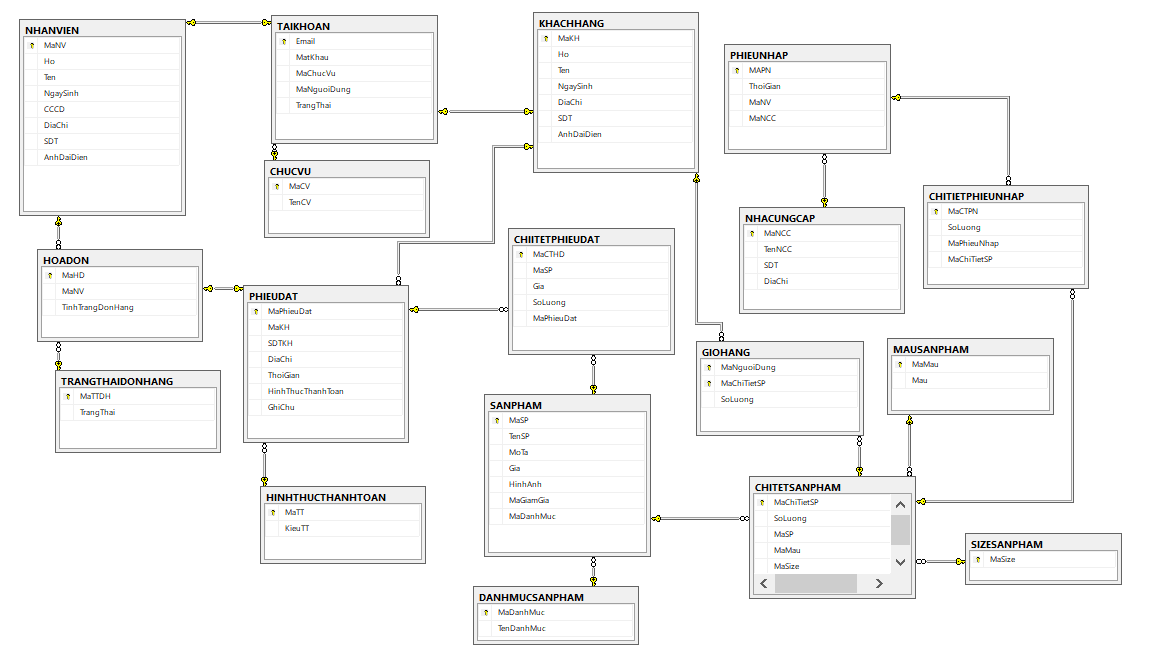 NHANVIEN
MaNV
Ho
Ten
NgaySinh
CCCD
DiaChi
SDT
AnhDaiDien
TAIKHOAN
Email
MatKhau
MaChucVu
MaNguoiDung
TrangThai
KHACHHANG
MaKH
Ho
Ten
NgaySinh
DiaChi
SDT
AnhDaiDien
PHIEUNHAP
MAPN
ThoiGian
MaNV
MaNCC
CHUCVU
MaCV
TenCV
CHITIETPHIEUNHAP
MaCTPN
SoLuong
MaPhieuNhap
MaChiTietSP
NHACUNGCAP
MaNCC
TenNCC
SDT
DiaChi
CHIITETPHIEUDAT
MaCTHD
MaSP
Gia
SoLuong
MaPhieuDat
HOADON
MaHD
MaNV
TinhTrangDonHang
PHIEUDAT
MaPhieuDat
MaKH
SDTKH
DiaChi
ThoiGian
HinhThucThanhToan
GhiChu
GIOHANG
MaNguoiDung
MaChiTietSP
SoLuong
MAUSANPHAM
MaMau
Mau
TRANGTHAIDONHANG
MaTTDH
TrangThai
SANPHAM
MaSP
TenSP
MoTa
Gia
HinhAnh
MaGiamGia
MaDanhMuc
CHITETSANPHAM
MaChiTietSP
SoLuong
MaSP
MaMau
MaSize
HINHTHUCTHANHTOAN
MaTT
KieuTT
SIZESANPHAM
MaSize
DANHMUCSANPHAM
MaDanhMuc
TenDanhMuc